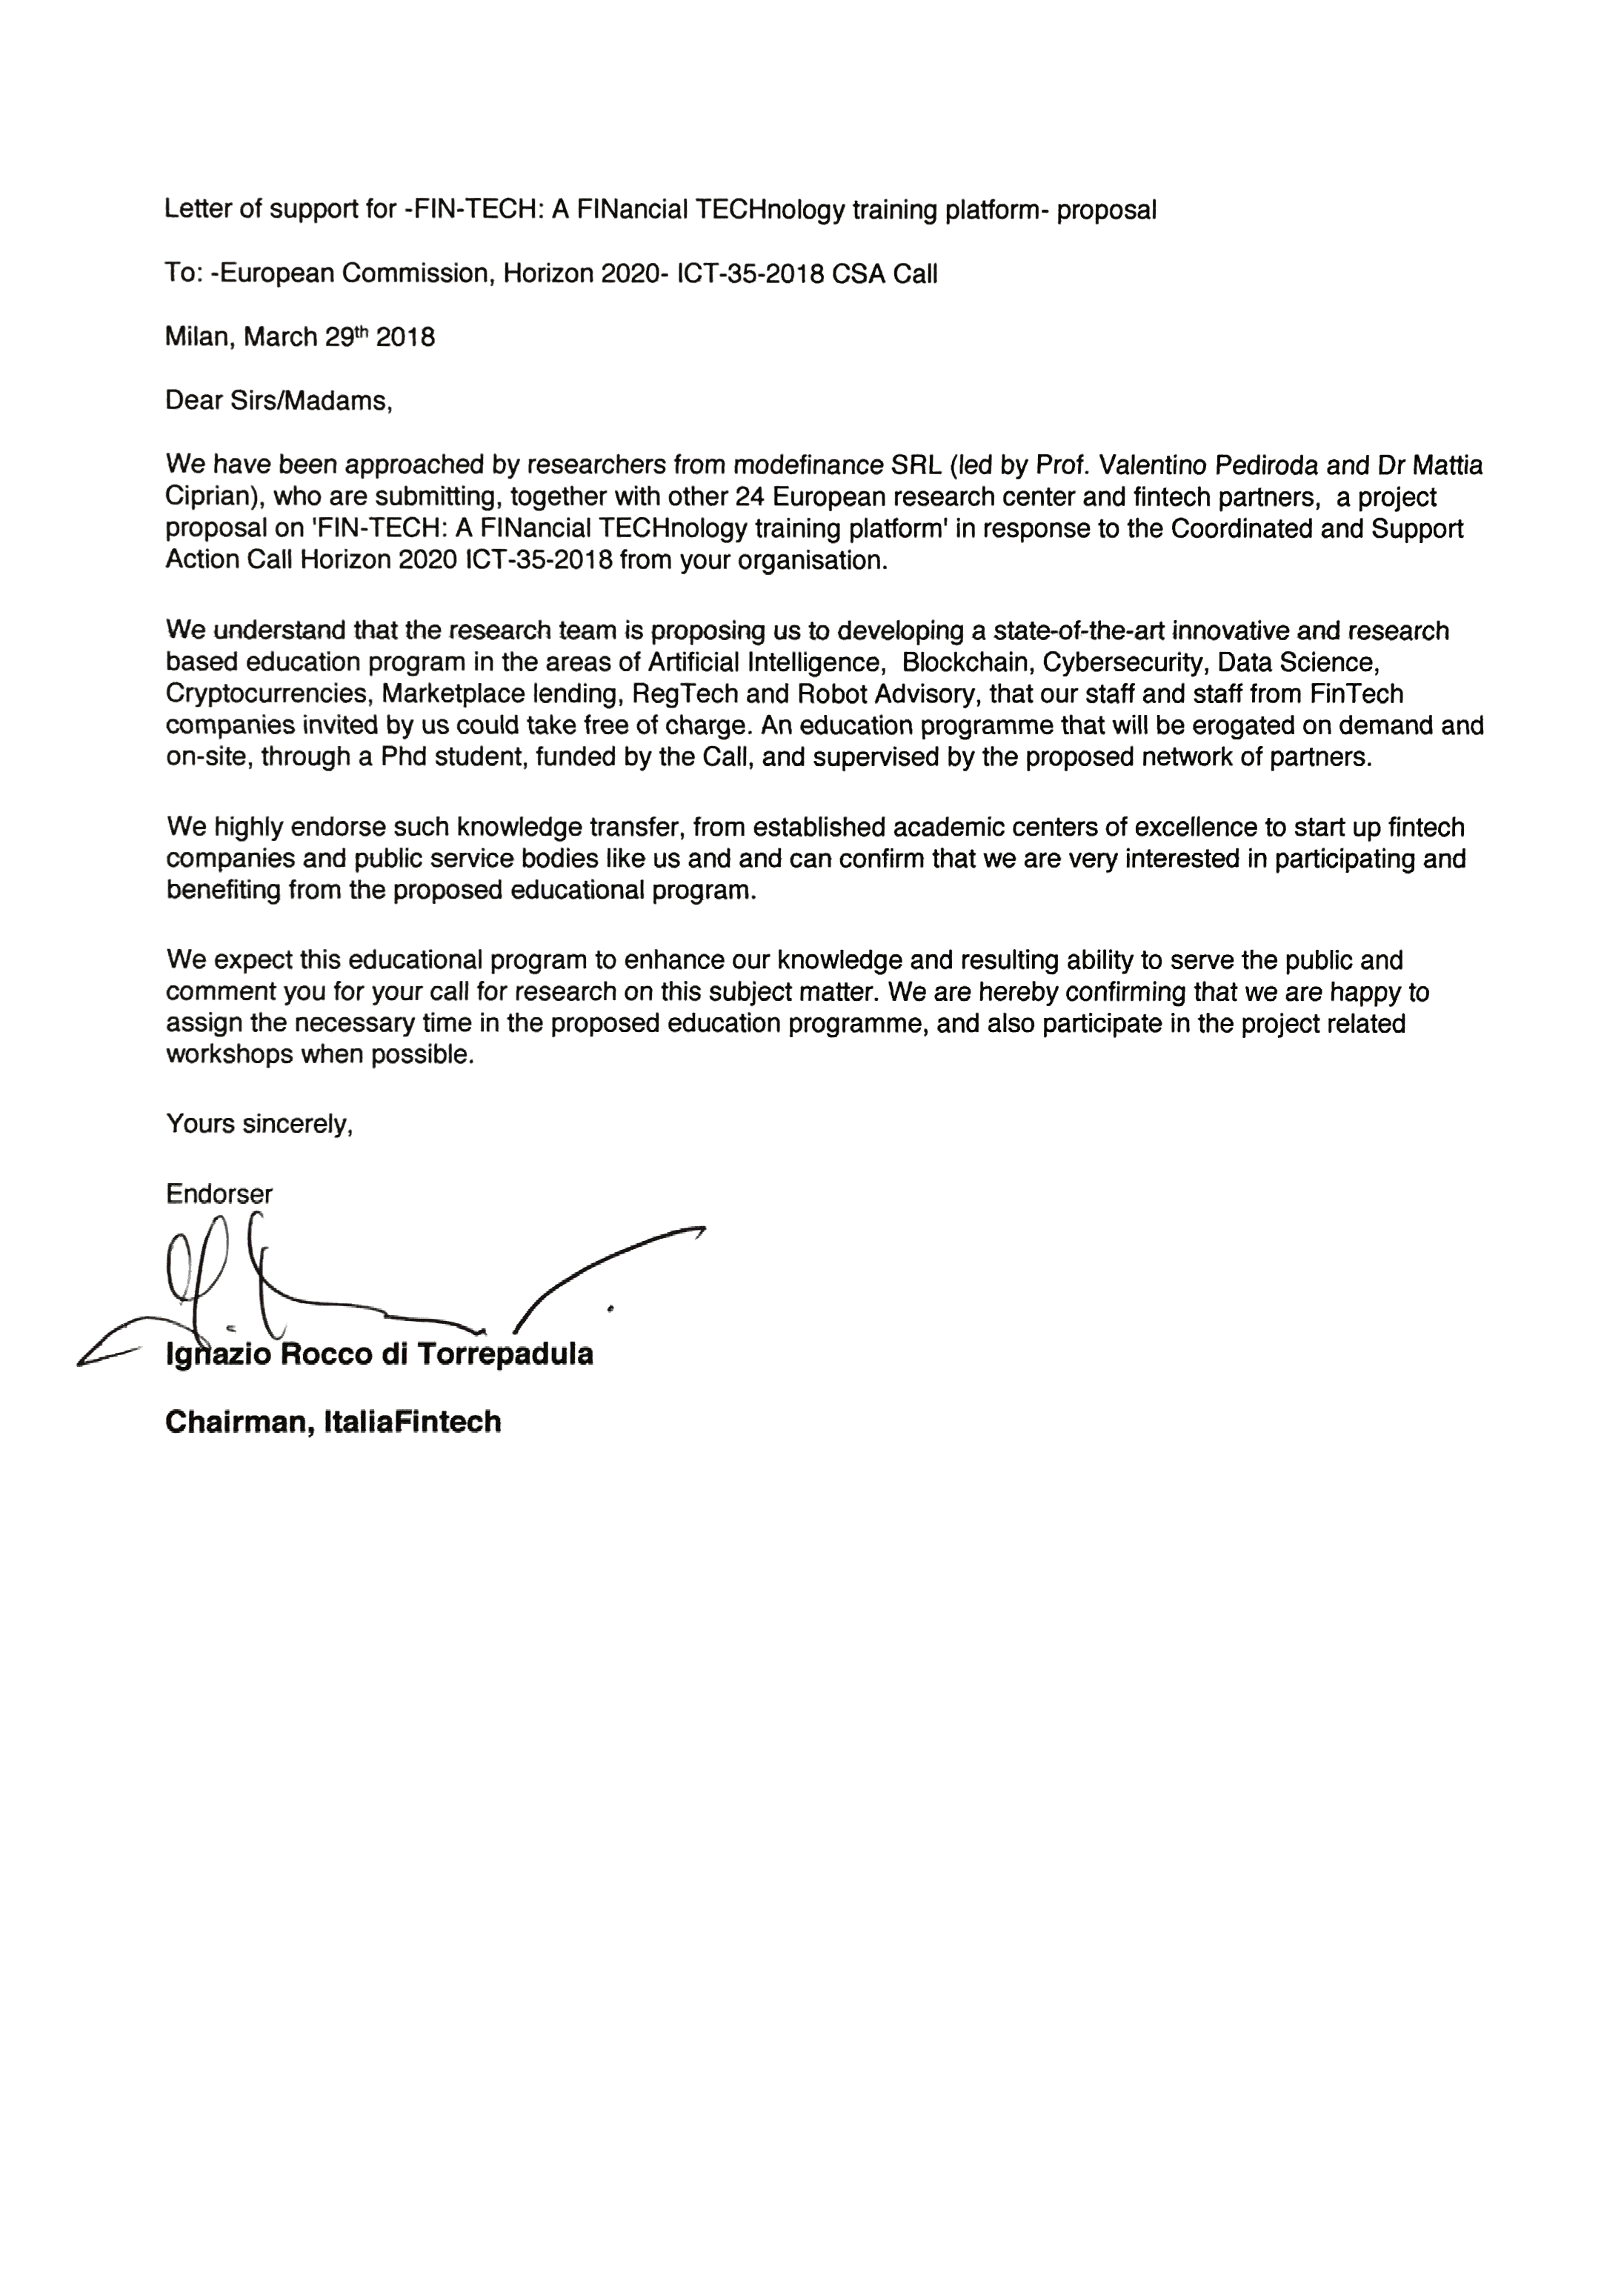 Letter of support for -FIN-TECH: A FINancial TECHnology training platform- proposal
To: -European Commission, Horizon 2020- ICT-35-2018 CSA Call
Milan, March 29th 2018
Dear Sirs/Madams,
We have been approached by researchers from modefinance SRL (led by Prof. Valentino Pediroda and Dr Mattia
Ciprian), who are submitting, together with other 24 European research center and fintech partners,  a project
proposal on 'FIN-TECH: A FINancial TECHnology training platform' in response to the Coordinated and Support
Action Call Horizon 2020 ICT-35-2018 from your organisation.
We understand that the research team is proposing us to developing a state-of-the-art innovative and research
based education program in the areas of Artificial Intelligence,  Blockchain, Cybersecurity, Data Science,
Cryptocurrencies, Marketplace lending, RegTech and Robot Advisory, that our staff and staff from FinTech
companies invited by us could take free of charge. An education programme that will be erogated on demand and
on-site, through a Phd student, funded by the Call, and supervised by the proposed network of partners.
We highly endorse such knowledge transfer, from established academic centers of excellence to start up fintech
companies and public service bodies like us and and can confirm that we are very interested in participating and
benefiting from the proposed educational program.
We expect this educational program to enhance our knowledge and resulting ability to serve the public and
comment you for your call for research on this subject matter. We are hereby confirming that we are happy to
assign the necessary time in the proposed education programme, and also participate in the project related
workshops when possible.
Yours sincerely,
Endorser
Ignazio Rocco di Torrepadula
Chairman, ItaliaFintech